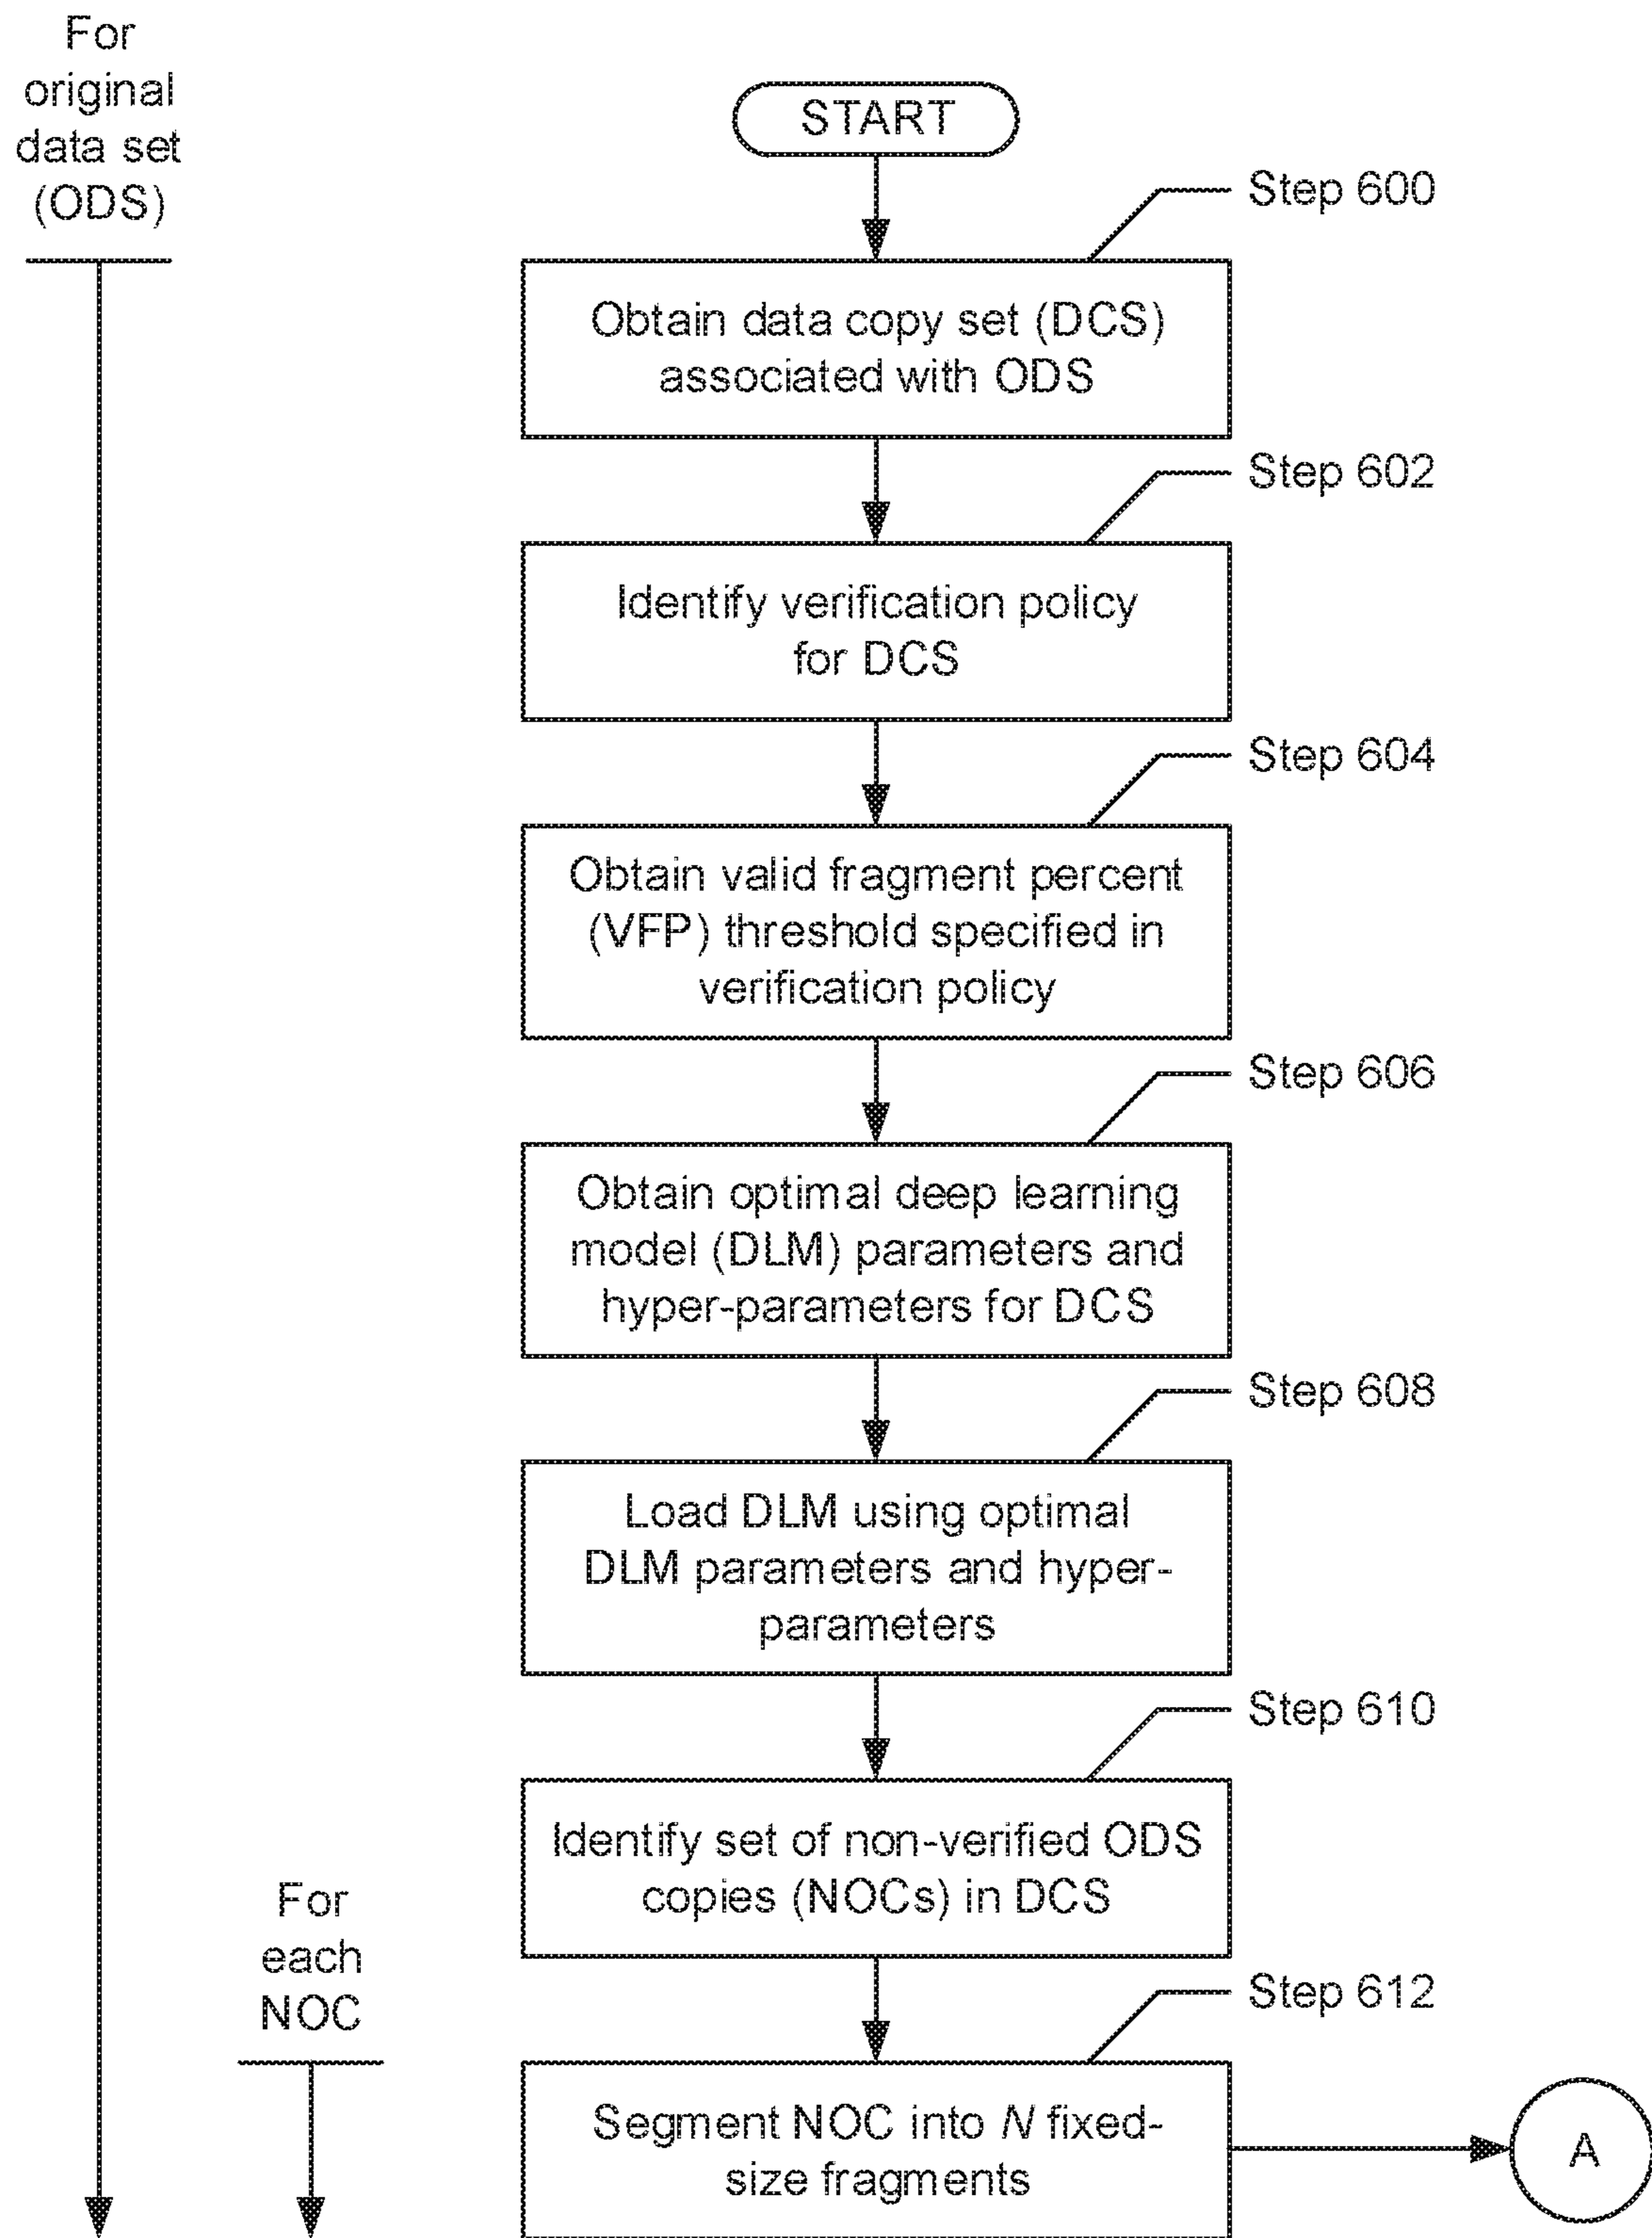 For
original
data set
(ODS)
START
Step 600
Obtain data copy set (DCS)
associated with ODS
Step 602
Identify verification policy
for DCS
Step 604
Obtain valid fragment percent
(VFP) threshold specified in
verification policy
Step 606
Obtain optimal deep learning
model (DLM) parameters and
hyper-parameters for DCS
Step 608
Load DLM using optimal
DLM parameters and hyper-
parameters
Step 610
Identify set of non-verified ODS
copies (NOCs) in DCS
For
each
NOC
Step 612
Segment NOC into N fixed-
size fragments
A